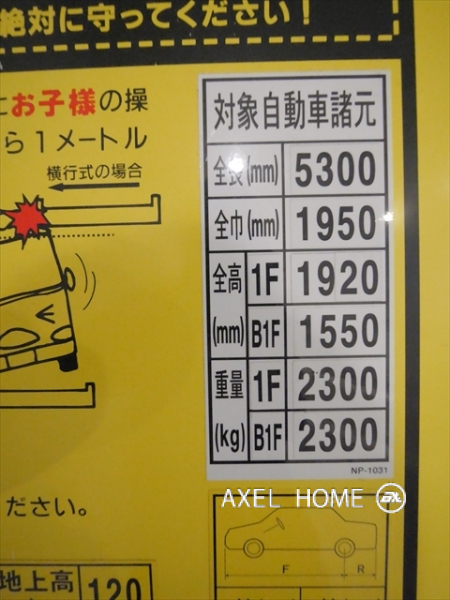 絶対に守ってください！
にお子様の操
ら1メートル
横行式の場合
対象自動車諸元
全長(mm) 5300
全巾(mm) 1950
全高(mm) 1F 1920
B1F 1550
重量(kg) 1F 2300
B1F 2300
NP-1031
AXEL HOME
ださい。
F R
地上高 120